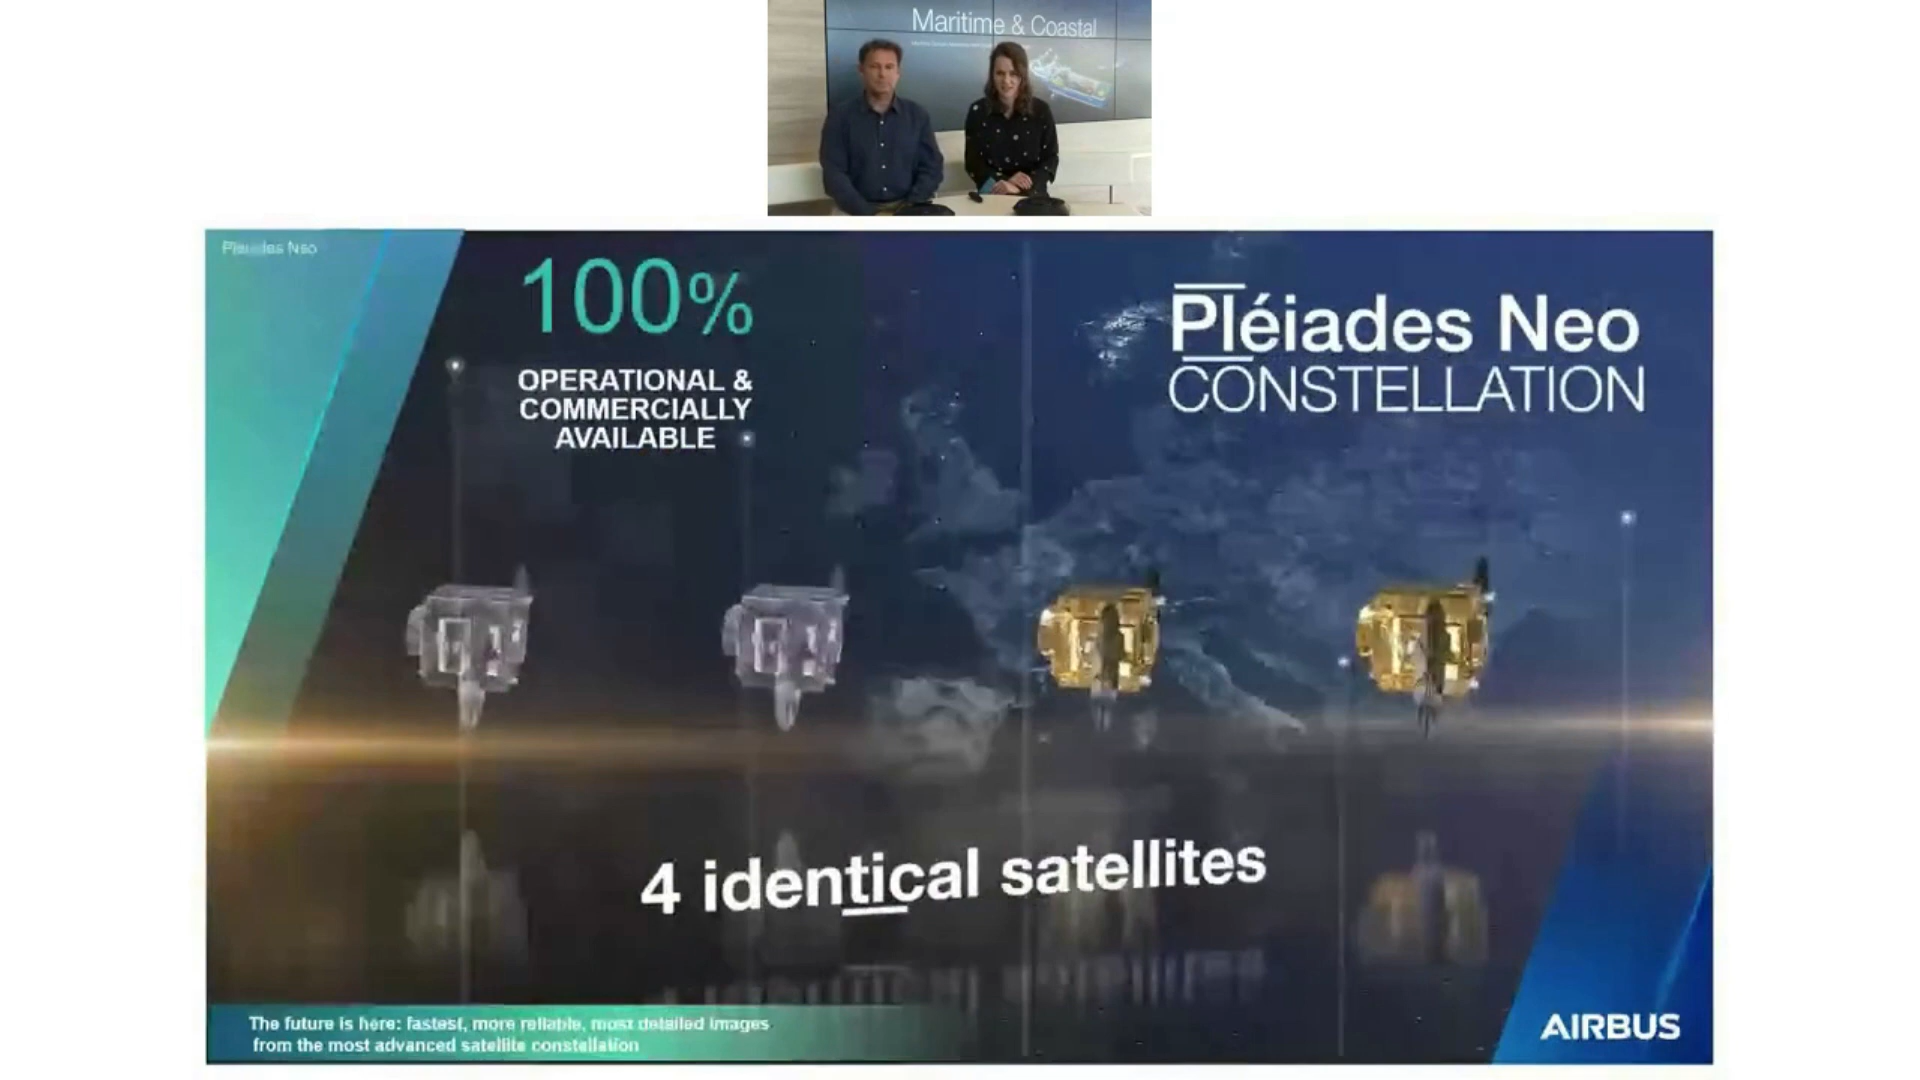 Maritime & Coastal
Pleiades Neo
100%
OPERATIONAL &
COMMERCIALLY
AVAILABLE
Pléiades Neo
CONSTELLATION
4 identical satellites
The future is here: fastest, more reliable, most detailed images
from the most advanced satellite constellation
AIRBUS